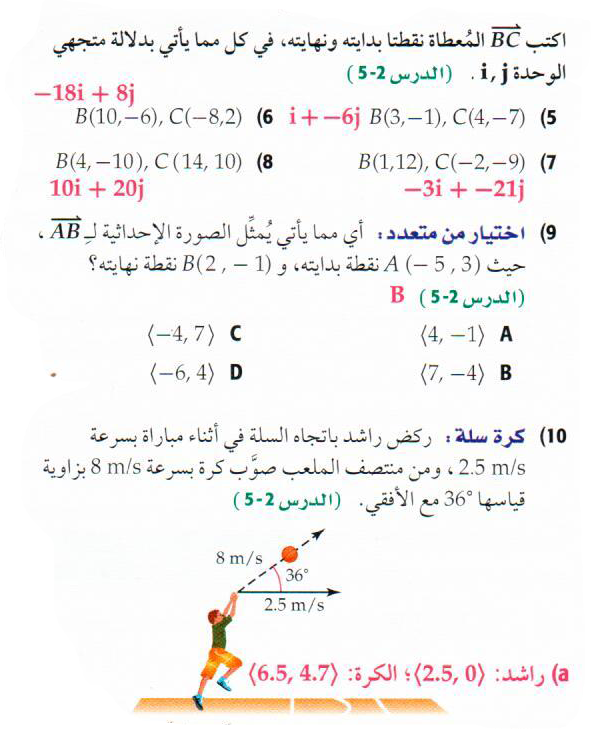 اكتب BC المُعطاة نقطتا بدايته ونهايته، في كل مما يأتي بدلالة متجهي
الوحدة i, j . (الدرس 2-5)
−18i + 8j
5) B(3,−1), C(4,−7) i + −6j 6) B(10,−6), C(−8,2)
7) B(1,12), C(−2,−9) 8) B(4,−10), C(14, 10)
−3i + −21j 10i + 20j
9) اختيار من متعدد: أي مما يأتي يُمثِّل الصورة الإحداثية لـِ AB ،
حيث A (− 5 , 3) نقطة بدايته، و B(2 , − 1) نقطة نهايته؟
(الدرس 2-5) B
A ⟨4, −1⟩ C ⟨−4, 7⟩
B ⟨7, −4⟩ D ⟨−6, 4⟩
10) كرة سلة: ركض راشد باتجاه السلة في أثناء مباراة بسرعة
2.5 m/s ، ومن منتصف الملعب صوَّب كرة بسرعة 8 m/s بزاوية
قياسها 36° مع الأفقي. (الدرس 2-5)
8 m/s
36°
2.5 m/s
a) راشد: ⟨2.5, 0⟩؛ الكرة: ⟨6.5, 4.7⟩